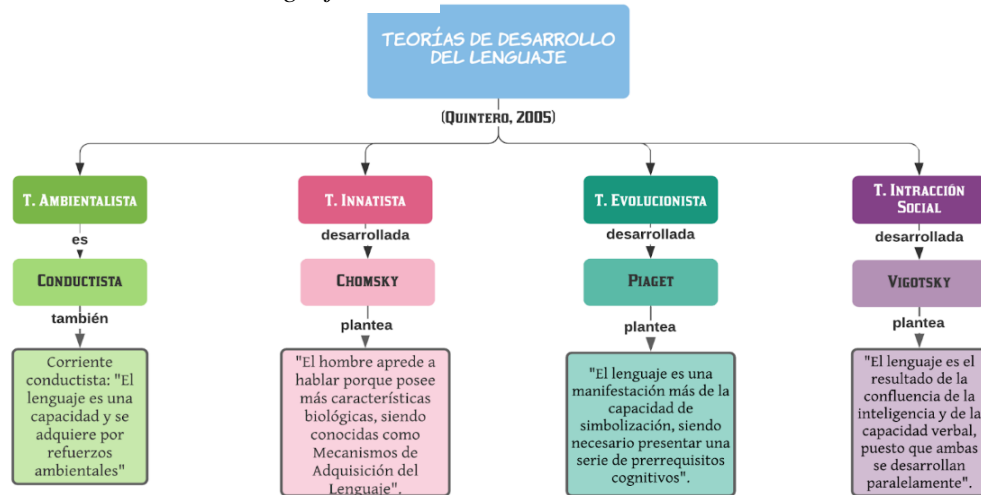 TEORÍAS DE DESARROLLO
DEL LENGUAJE
(QUINTERO, 2005)
T. AMBIENTALISTA
es
CONDUCTISTA
también
Corriente
conductista: "El
lenguaje es una
capacidad y se
adquiere por
refuerzos
ambientales"
T. INNATISTA
desarrollada
CHOMSKY
plantea
"El hombre aprede a
hablar porque posee
más características
biológicas, siendo
conocidas como
Mecanismos de
Adquisición del
Lenguaje".
T. EVOLUCIONISTA
desarrollada
PIAGET
plantea
"El lenguaje es una
manifestación más de la
capacidad de
simbolización, siendo
necesario presentar una
serie de prerrequisitos
cognitivos".
T. INTRACCIÓN
SOCIAL
desarrollada
VIGOTSKY
plantea
"El lenguaje es el
resultado de la
confluencia de la
inteligencia y de la
capacidad verbal,
puesto que ambas
se desarrollan
paralelamente".